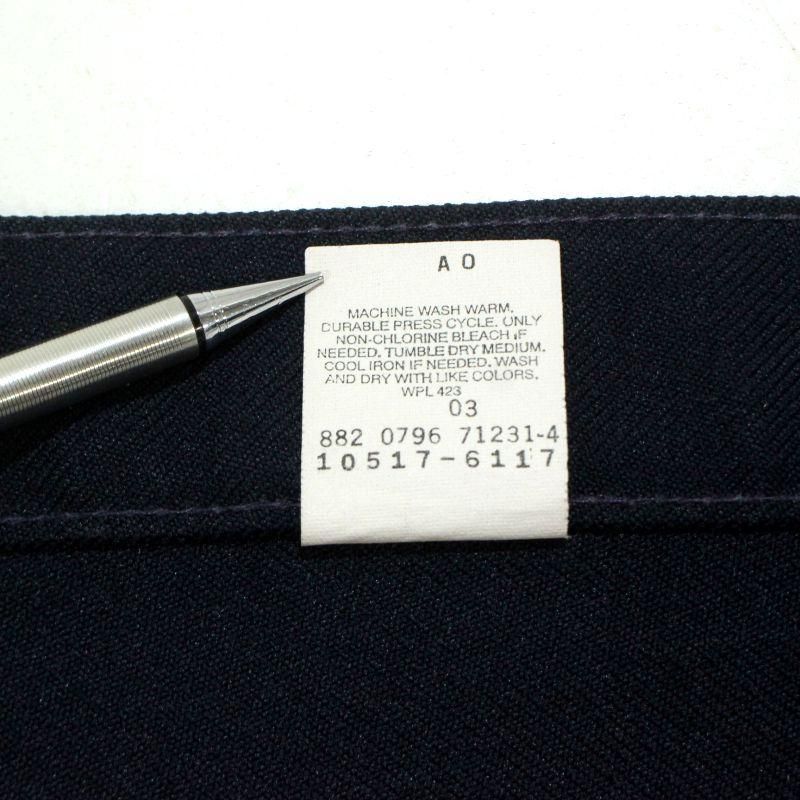 A O
MACHINE WASH WARM.
DURABLE PRESS CYCLE. ONLY
NON-CHLORINE BLEACH IF
NEEDED. TUMBLE DRY MEDIUM.
COOL IRON IF NEEDED. WASH
AND DRY WITH LIKE COLORS.
WPL 423
03
882 0796 71231-4
10517-6117